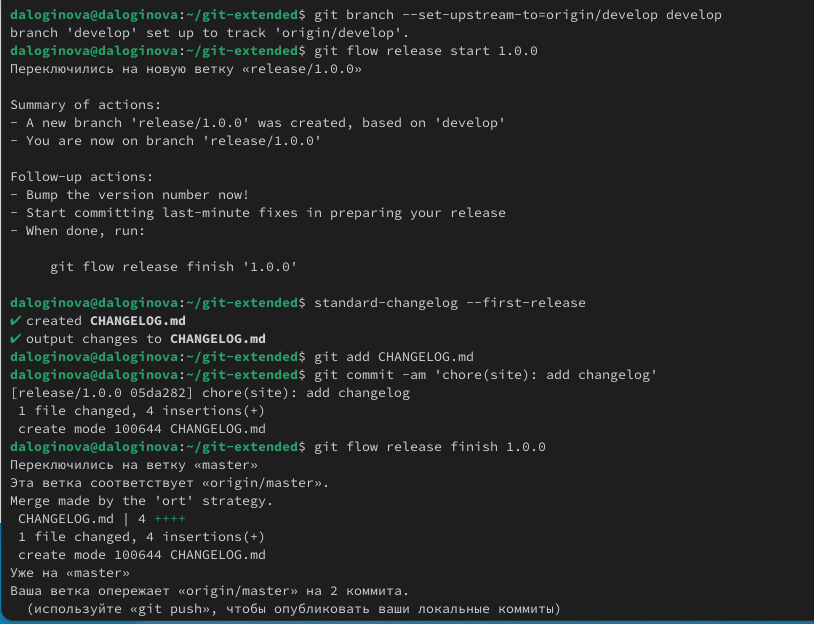 daloginova@daloginova:~/git-extended$ git branch --set-upstream-to=origin/develop develop
branch 'develop' set up to track 'origin/develop'.
daloginova@daloginova:~/git-extended$ git flow release start 1.0.0
Переключились на новую ветку «release/1.0.0»
Summary of actions:
- A new branch 'release/1.0.0' was created, based on 'develop'
- You are now on branch 'release/1.0.0'
Follow-up actions:
- Bump the version number now!
- Start committing last-minute fixes in preparing your release
- When done, run:
git flow release finish '1.0.0'
daloginova@daloginova:~/git-extended$ standard-changelog --first-release
✔ created CHANGELOG.md
✔ output changes to CHANGELOG.md
daloginova@daloginova:~/git-extended$ git add CHANGELOG.md
daloginova@daloginova:~/git-extended$ git commit -am 'chore(site): add changelog'
[release/1.0.0 05da282] chore(site): add changelog
1 file changed, 4 insertions(+)
create mode 100644 CHANGELOG.md
daloginova@daloginova:~/git-extended$ git flow release finish 1.0.0
Переключились на ветку «master»
Эта ветка соответствует «origin/master».
Merge made by the 'ort' strategy.
CHANGELOG.md | 4 ++++
1 file changed, 4 insertions(+)
create mode 100644 CHANGELOG.md
Уже на «master»
Ваша ветка опережает «origin/master» на 2 коммита.
(используйте «git push», чтобы опубликовать ваши локальные коммиты)